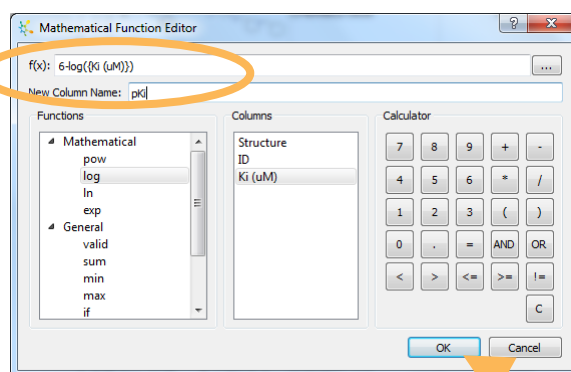 Mathematical Function Editor
f(x): 6-log({Ki (uM)}) ...
New Column Name: pKi
Functions Columns Calculator
Mathematical
pow
log
ln
exp
General
valid
sum
min
max
if
Structure
ID
Ki (uM)
7 8 9 + -
4 5 6 * /
1 2 3 ( )
0 . = AND OR
< > <= >= !=
C
OK Cancel